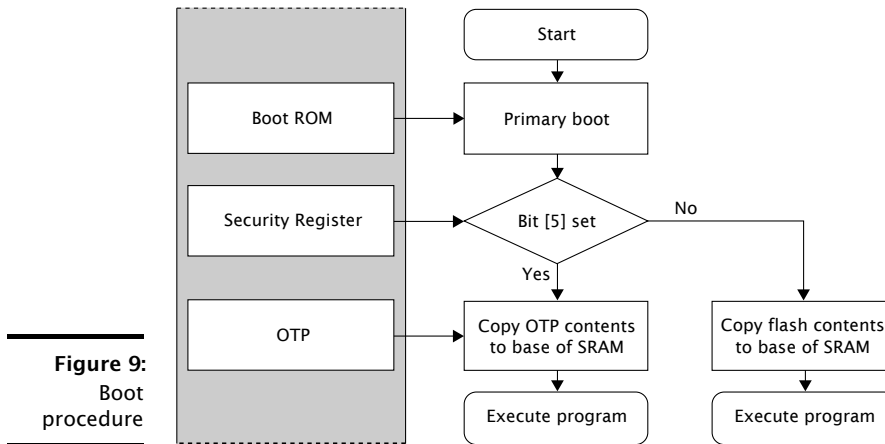 Start
Boot ROM
Primary boot
Security Register
Bit [5] set
No
Yes
OTP
Copy OTP contents
to base of SRAM
Copy flash contents
to base of SRAM
Execute program
Execute program
Figure 9:
Boot
procedure